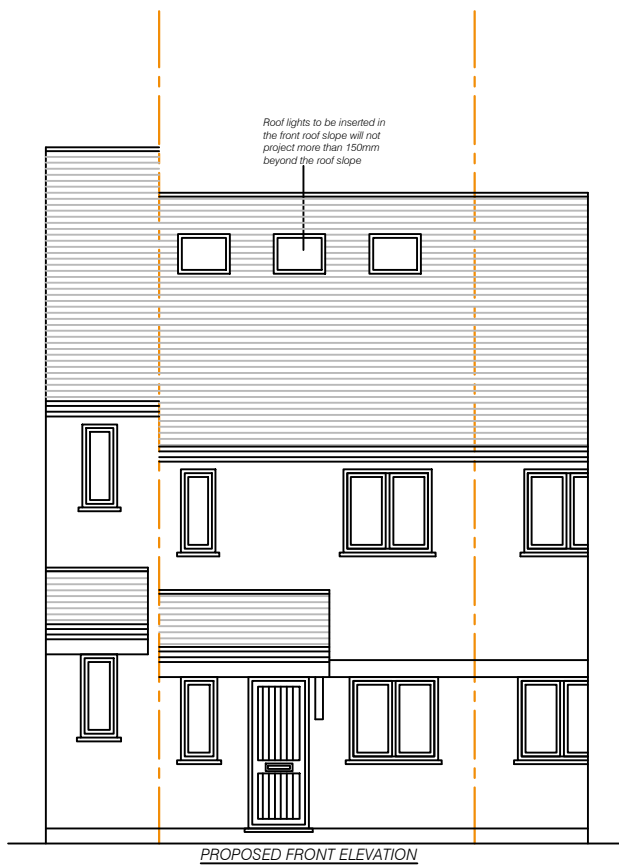 Roof lights to be inserted in
the front roof slope will not
project more than 150mm
beyond the roof slope
PROPOSED FRONT ELEVATION